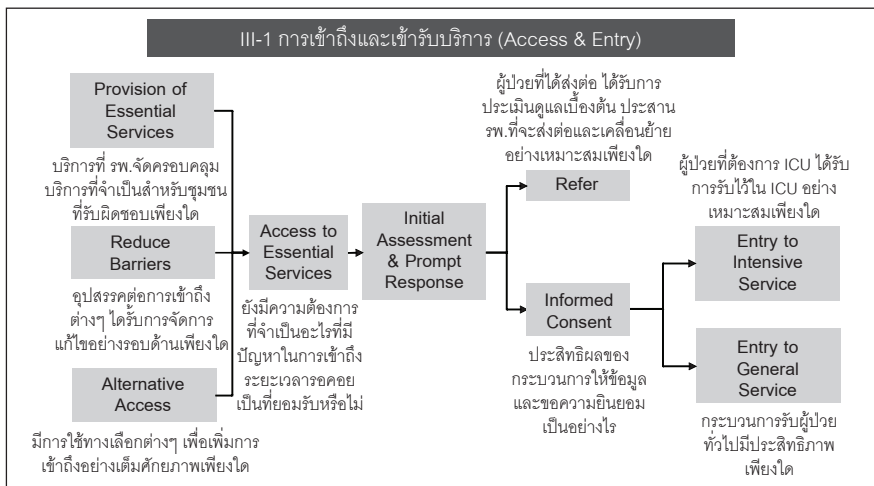 III-1 การเข้าถึงและเข้ารับบริการ (Access & Entry)
Provision of
Essential
Services
บริการที่ รพ.จัดครอบคลุม
บริการที่จำเป็นสำหรับชุมชน
ที่รับผิดชอบเพียงใด
Reduce
Barriers
อุปสรรคต่อการเข้าถึง
ต่างๆ ได้รับการจัดการ
แก้ไขอย่างรอบด้านเพียงใด
Alternative
Access
มีการใช้ทางเลือกต่างๆ เพื่อเพิ่มการ
เข้าถึงอย่างเต็มศักยภาพเพียงใด
Access to
Essential
Services
ยังมีความต้องการ
ที่จำเป็นอะไรที่มี
ปัญหาในการเข้าถึง
ระยะเวลารอคอย
เป็นที่ยอมรับหรือไม่
Initial
Assessment
& Prompt
Response
ผู้ป่วยที่ได้ส่งต่อ ได้รับการ
ประเมินดูแลเบื้องต้น ประสาน
รพ.ที่จะส่งต่อและเคลื่อนย้าย
อย่างเหมาะสมเพียงใด
Refer
Informed
Consent
ประสิทธิผลของ
กระบวนการให้ข้อมูล
และขอความยินยอม
เป็นอย่างไร
ผู้ป่วยที่ต้องการ ICU ได้รับ
การรับไว้ใน ICU อย่าง
เหมาะสมเพียงใด
Entry to
Intensive
Service
Entry to
General
Service
กระบวนการรับผู้ป่วย
ทั่วไปมีประสิทธิภาพ
เพียงใด